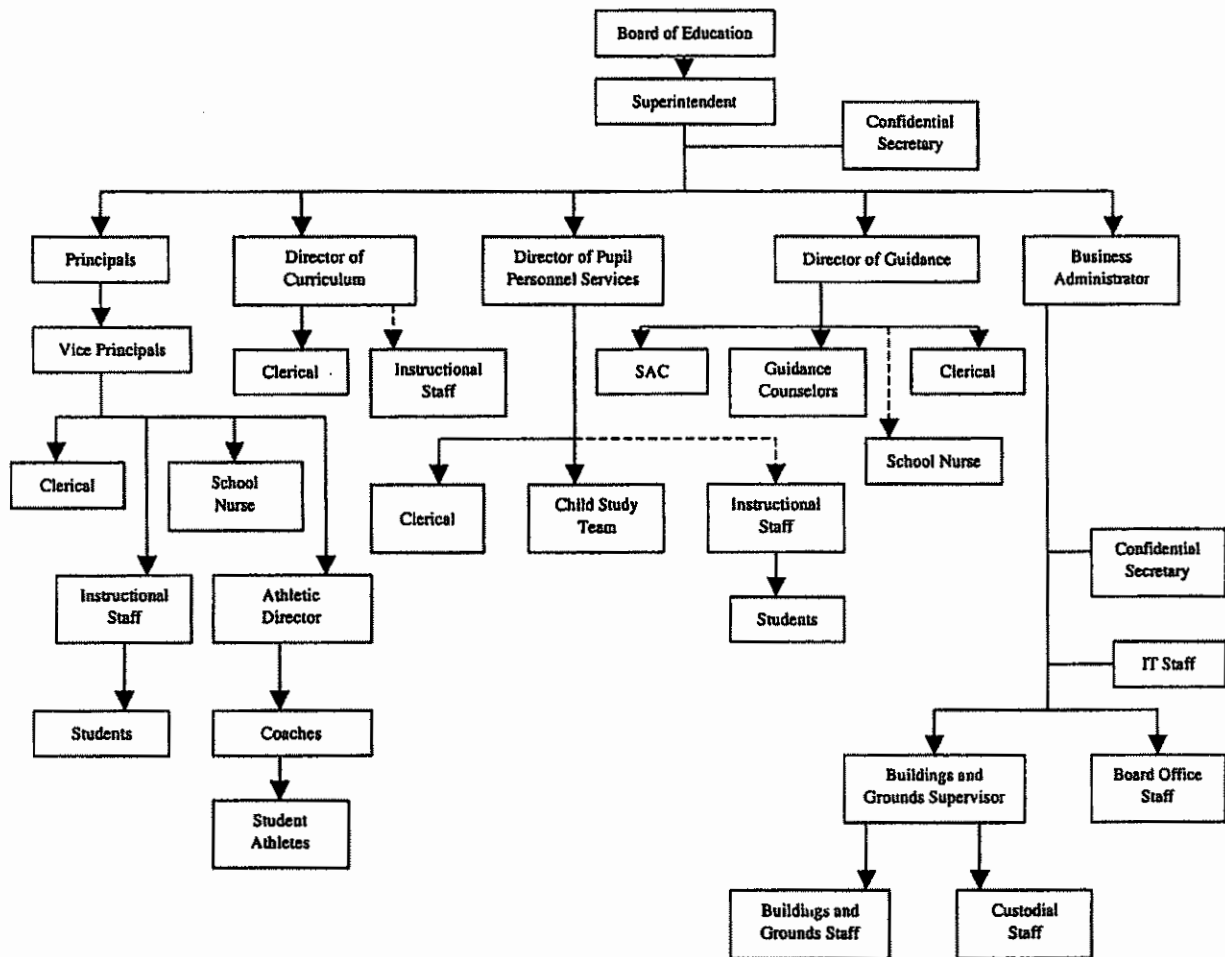 Board of Education
Superintendent
Confidential
Secretary
Principals
Director of
Curriculum
Director of Pupil
Personnel Services
Director of Guidance
Business
Administrator
Vice Principals
Clerical
Instructional
Staff
SAC
Guidance
Counselors
Clerical
Clerical
School
Nurse
School Nurse
Clerical
Child Study
Team
Instructional
Staff
Confidential
Secretary
Instructional
Staff
Athletic
Director
Students
IT Staff
Students
Coaches
Buildings and
Grounds Supervisor
Board Office
Staff
Student
Athletes
Buildings and
Grounds Staff
Custodial
Staff